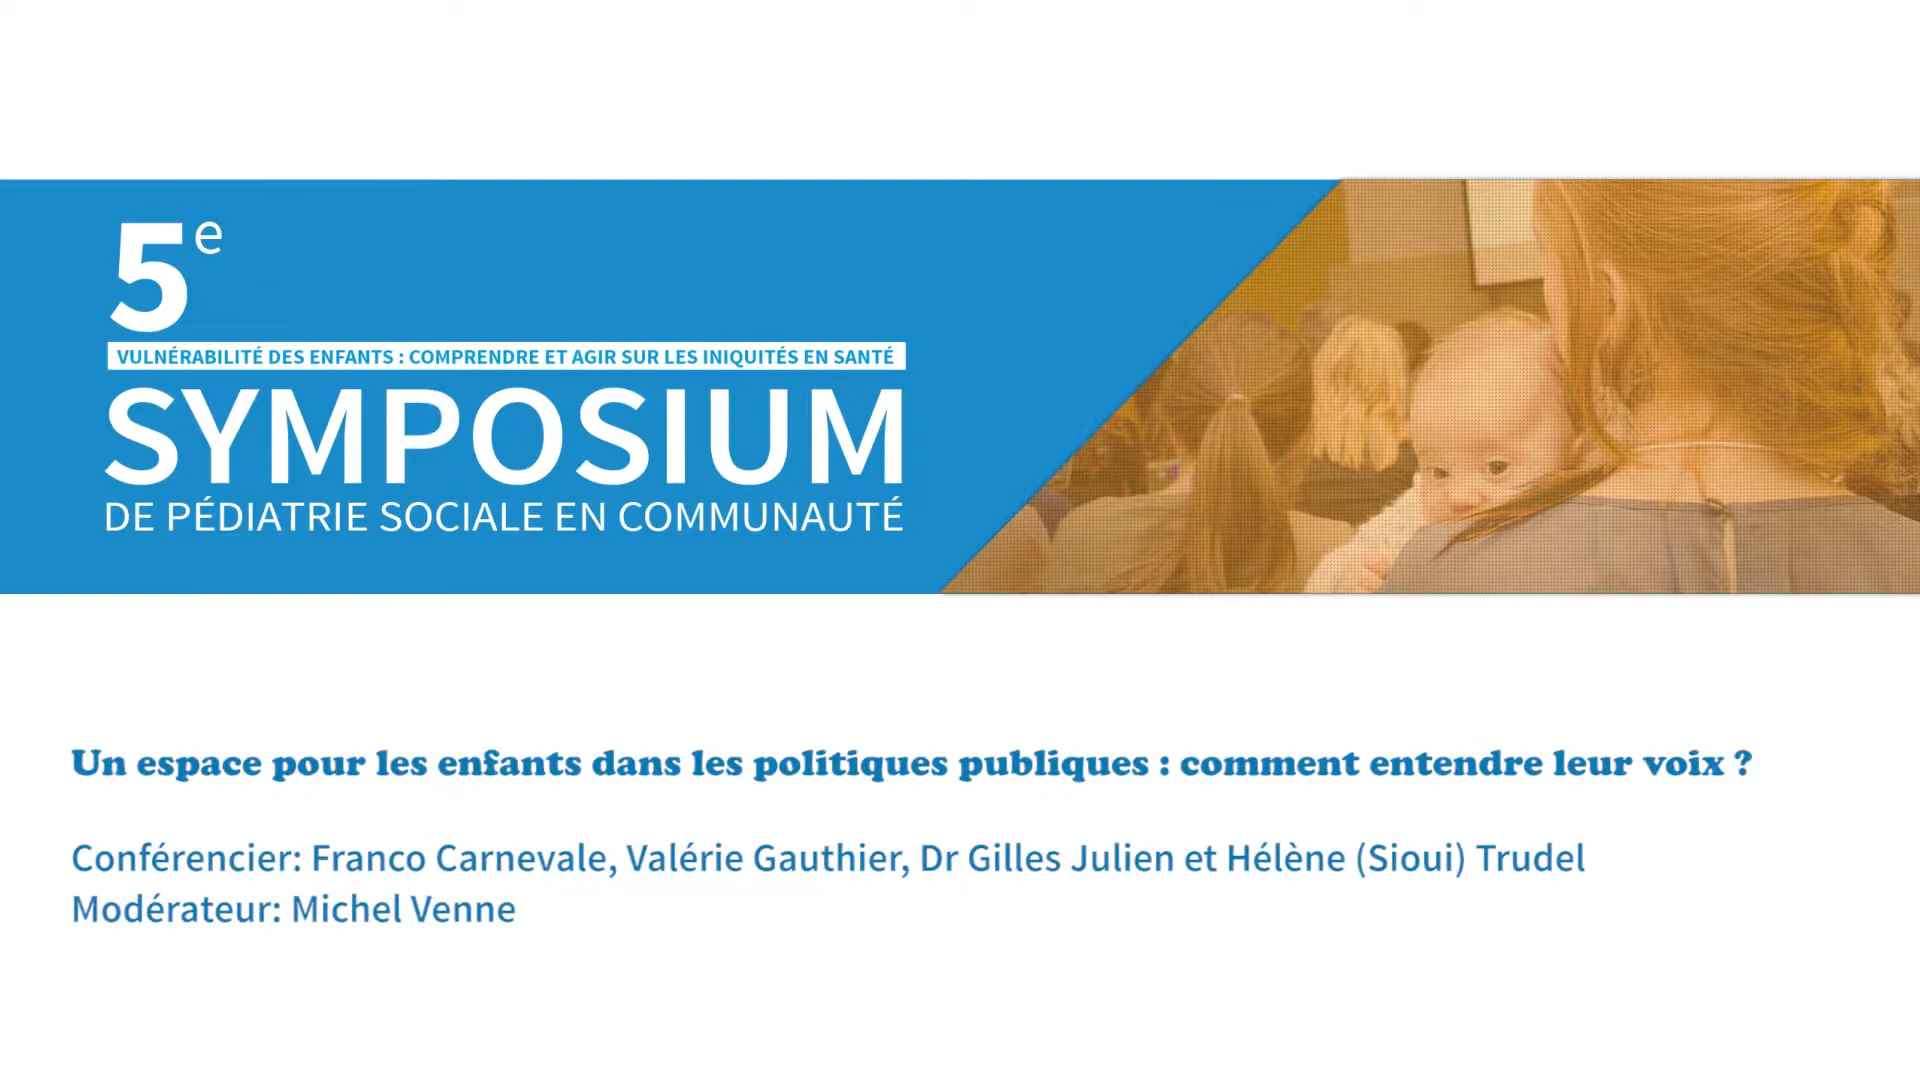 5e
VULNÉRABILITÉ DES ENFANTS : COMPRENDRE ET AGIR SUR LES INIQUITÉS EN SANTÉ
SYMPOSIUM
DE PÉDIATRIE SOCIALE EN COMMUNAUTÉ
Un espace pour les enfants dans les politiques publiques : comment entendre leur voix ?
Conférencier: Franco Carnevale, Valérie Gauthier, Dr Gilles Julien et Hélène (Sioui) Trudel
Modérateur: Michel Venne